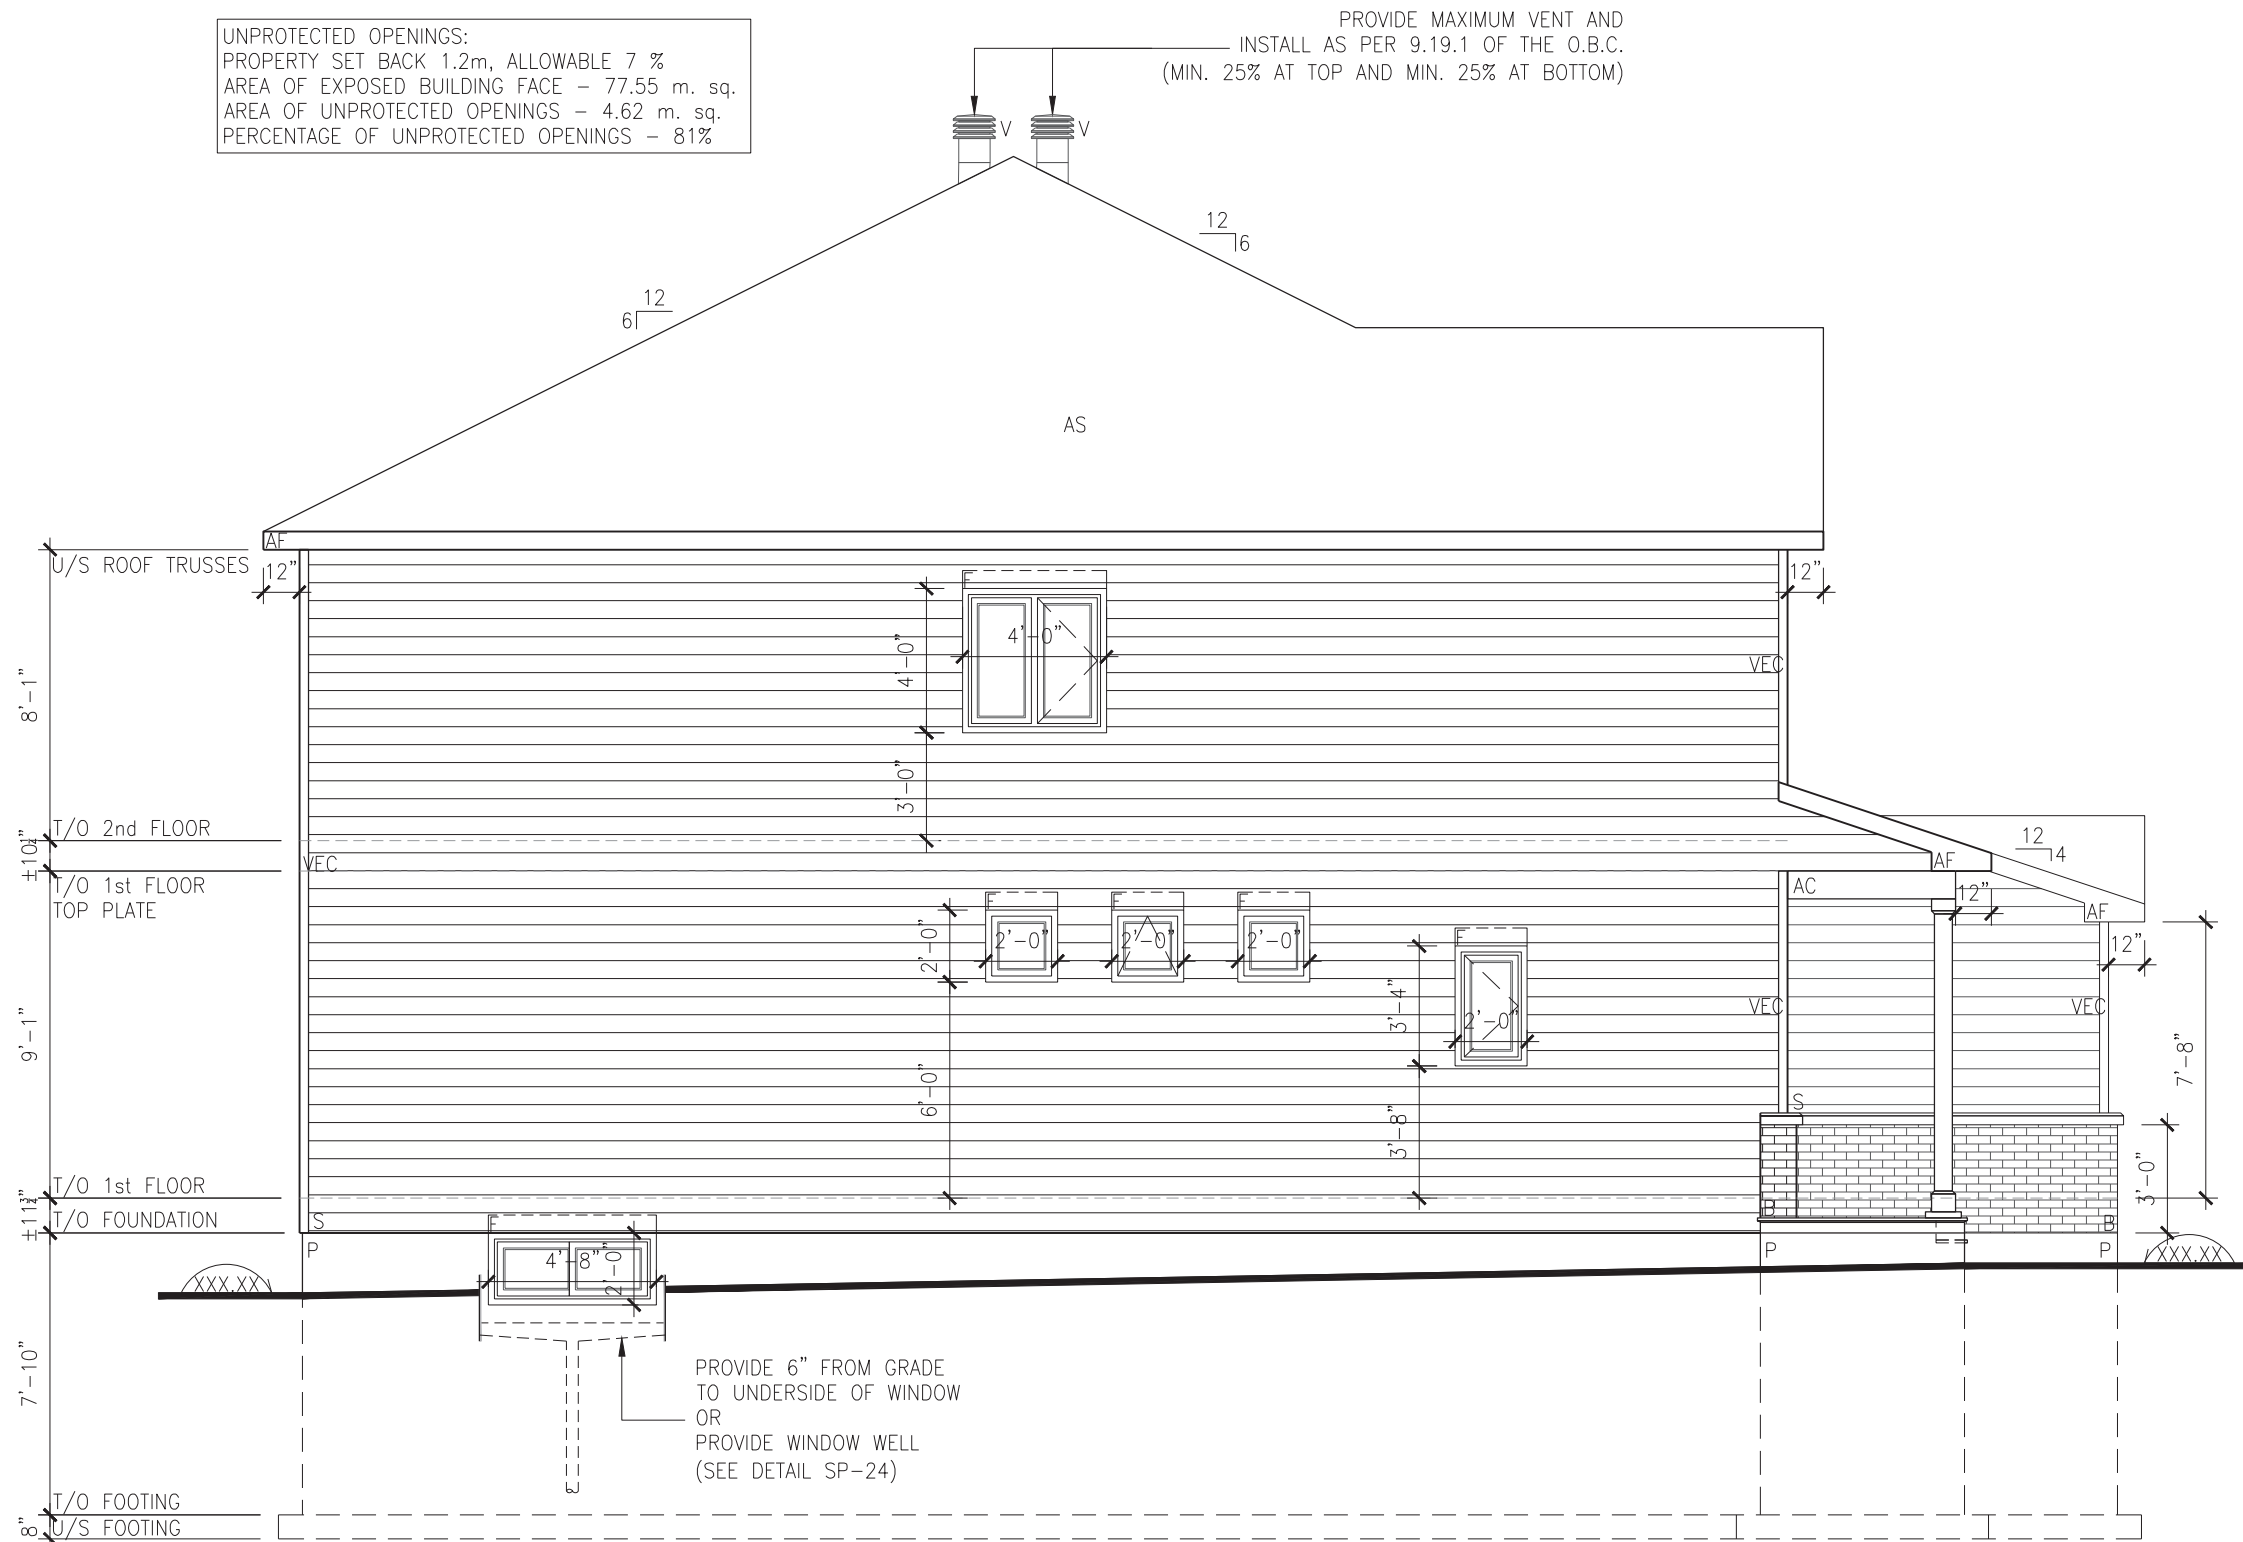 UNPROTECTED OPENINGS:
PROPERTY SET BACK 1.2m, ALLOWABLE 7 %
AREA OF EXPOSED BUILDING FACE – 77.55 m. sq.
AREA OF UNPROTECTED OPENINGS – 4.62 m. sq.
PERCENTAGE OF UNPROTECTED OPENINGS – 81%
PROVIDE MAXIMUM VENT AND
INSTALL AS PER 9.19.1 OF THE O.B.C.
(MIN. 25% AT TOP AND MIN. 25% AT BOTTOM)
V
V
12
6
12
6
AS
AF
U/S ROOF TRUSSES
12"
12"
F
4'-0"
4'-0"
VEC
8'-1"
3'-0"
T/O 2nd FLOOR
±10½"
VEC
T/O 1st FLOOR
TOP PLATE
12
4
AF
AC
12"
AF
12"
F
F
F
2'-0"
2'-0"
2'-0"
2'-0"
F
3'-4"
2'-0"
VEC
VEC
9'-1"
7'-8"
6'-0"
3'-8"
S
3'-0"
T/O 1st FLOOR
±11¾"
T/O FOUNDATION
S
F
B
B
P
4'-8"
2'-0"
P
P
XXX.XX
XXX.XX
7'-10"
PROVIDE 6" FROM GRADE
TO UNDERSIDE OF WINDOW
OR
PROVIDE WINDOW WELL
(SEE DETAIL SP-24)
T/O FOOTING
8"
U/S FOOTING